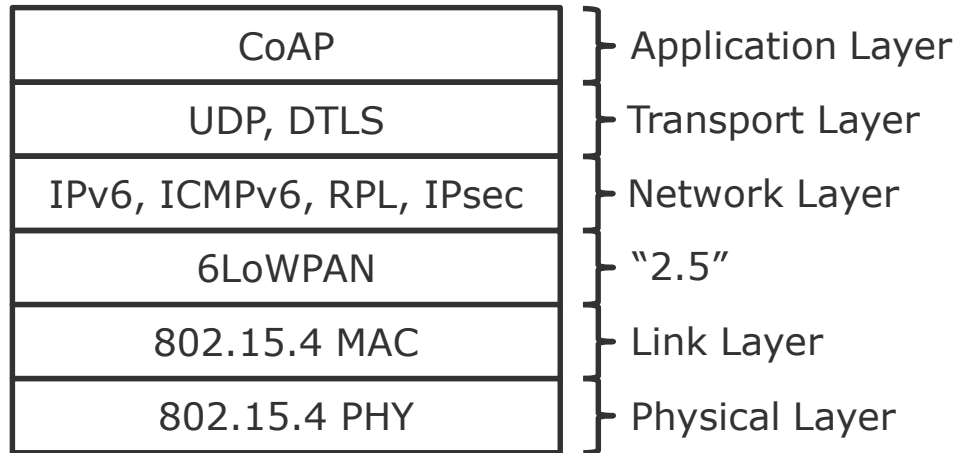 CoAP
Application Layer
UDP, DTLS
Transport Layer
IPv6, ICMPv6, RPL, IPsec
Network Layer
6LoWPAN
“2.5”
802.15.4 MAC
Link Layer
802.15.4 PHY
Physical Layer